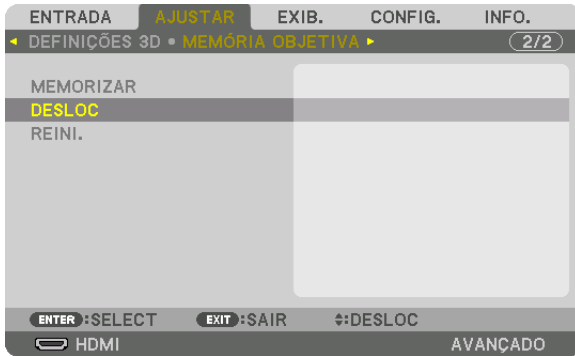 ENTRADA AJUSTAR EXIB. CONFIG. INFO.
DEFINIÇÕES 3D • MEMÓRIA OBJETIVA 2/2
MEMORIZAR
DESLOC
REINI.
ENTER :SELECT EXIT :SAIR :DESLOC
HDMI AVANÇADO